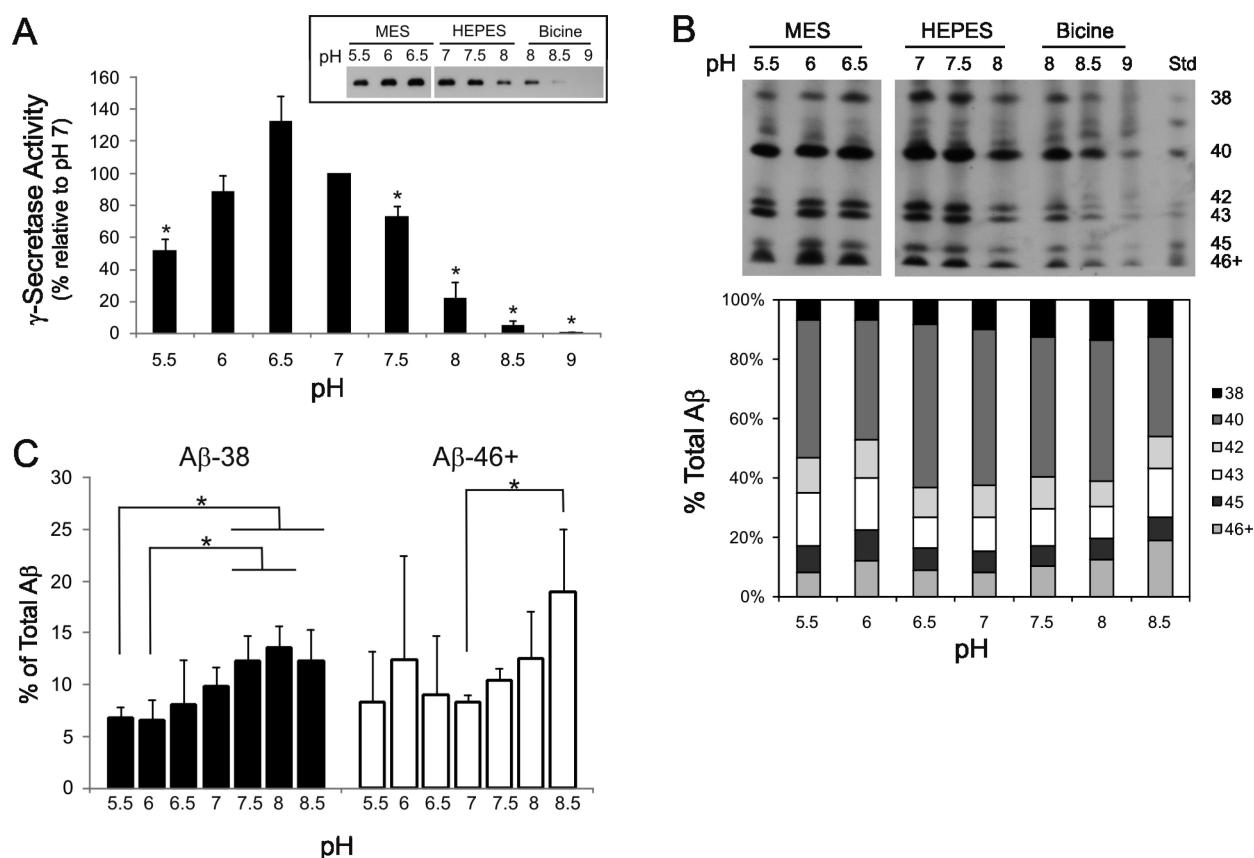 A
MES HEPES Bicine
pH 5.5 6 6.5 7 7.5 8 8 8.5 9
γ-Secretase Activity
(% relative to pH 7)
160
140
120
100
80
60
40
20
0
* * * * *
5.5 6 6.5 7 7.5 8 8.5 9
pH
B
MES HEPES Bicine
pH 5.5 6 6.5 7 7.5 8 8 8.5 9 Std
38
40
42
43
45
46+
% Total Aβ
100%
80%
60%
40%
20%
0%
5.5 6 6.5 7 7.5 8 8.5
pH
38
40
42
43
45
46+
C
Aβ-38 Aβ-46+
% of Total Aβ
30
25
20
15
10
5
0
* * *
5.5 6 6.5 7 7.5 8 8.5 5.5 6 6.5 7 7.5 8 8.5
pH pH